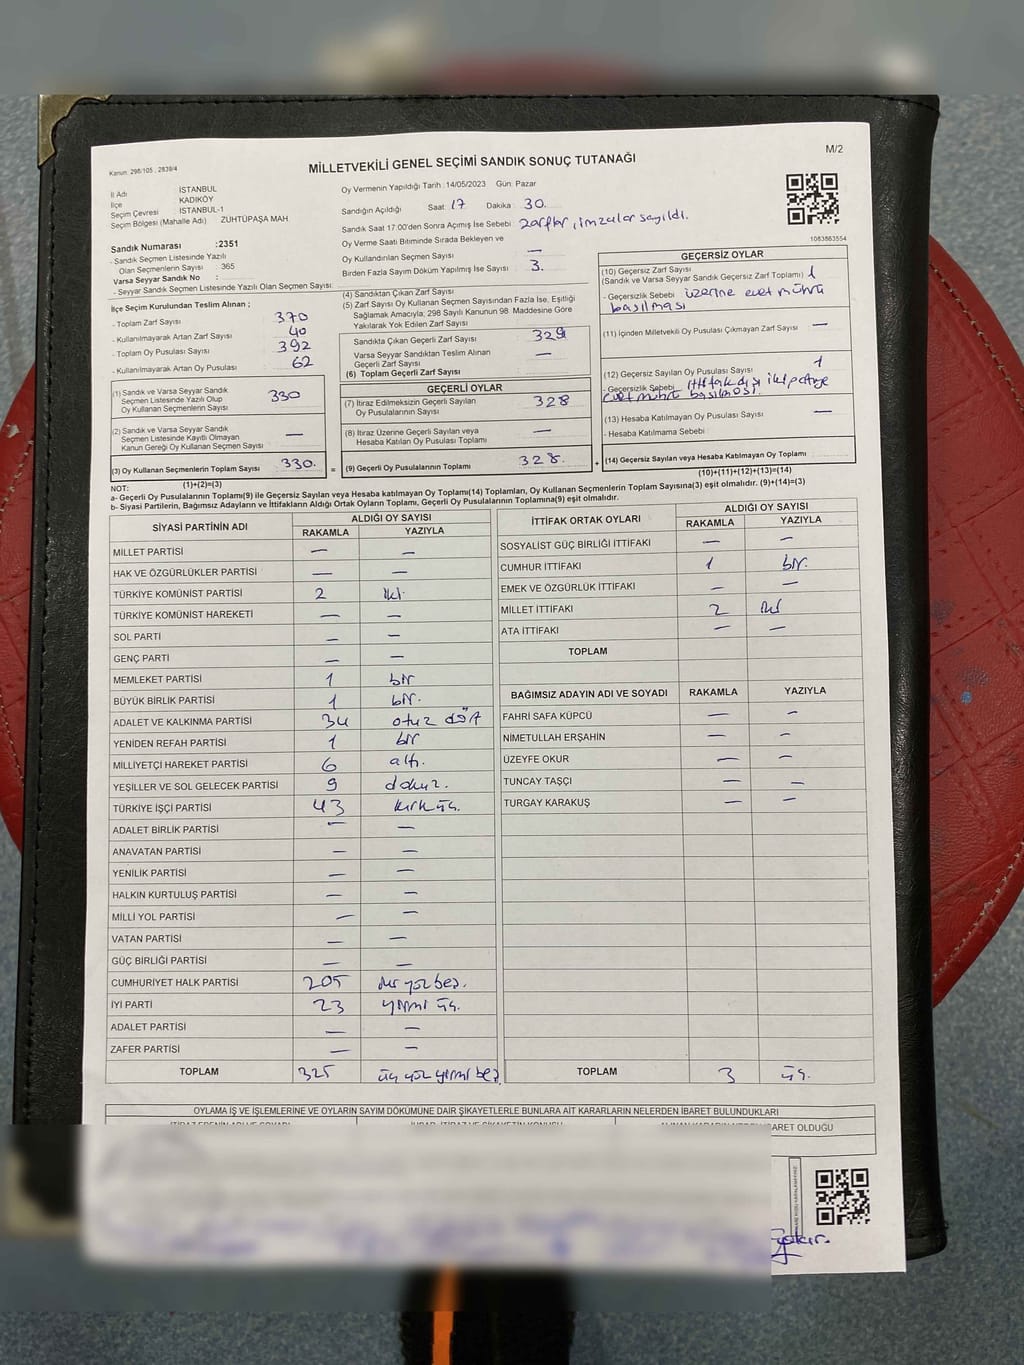 M/2
Kanun: 298/105, 2839/4
MİLLETVEKİLİ GENEL SEÇİMİ SANDIK SONUÇ TUTANAĞI
İl Adı : İSTANBUL
İlçe KADIKÖY
Seçim Çevresi : İSTANBUL-1
Seçim Bölgesi (Mahalle Adı) ZÜHTÜPAŞA MAH
Oy Vermenin Yapıldığı Tarih : 14/05/2023 Gün: Pazar
Sandığın Açıldığı Saat: 17 Dakika : 30.
Sandık Saat 17:00'den Sonra Açmış İse Sebebi : zarflar, imzalar sayıldı.
Oy Verme Saati Bitiminde Sırada Bekleyen ve
Oy Kullandırılan Seçmen Sayısı —
Birden Fazla Sayım Döküm Yapılmış İse Sayısı : 3.
1083863554
Sandık Numarası : 2351
- Sandık Seçmen Listesinde Yazılı
Olan Seçmenlerin Sayısı : 365
Varsa Seyyar Sandık No :
- Seyyar Sandık Seçmen Listesinde Yazılı Olan Seçmen Sayısı:
İlçe Seçim Kurulundan Teslim Alınan ;
- Toplam Zarf Sayısı 370
- Kullanılmayarak Artan Zarf Sayısı 40
- Toplam Oy Pusulası Sayısı 392
- Kullanılmayarak Artan Oy Pusulası 62
(1) Sandık ve Varsa Seyyar Sandık
Seçmen Listesinde Yazılı Olup
Oy Kullanan Seçmenlerin Sayısı 330
(2) Sandık ve Varsa Seyyar Sandık
Seçmen Listesinde Kayıtlı Olmayan
Kanun Gereği Oy Kullanan Seçmen Sayısı —
(3) Oy Kullanan Seçmenlerin Toplam Sayısı 330.
(1)+(2)=(3)
(4) Sandıktan Çıkan Zarf Sayısı
(5) Zarf Sayısı Oy Kullanan Seçmen Sayısından Fazla İse, Eşitliği
Sağlamak Amacıyla, 298 Sayılı Kanunun 98. Maddesine Göre
Yakılarak Yok Edilen Zarf Sayısı
Sandıkta Çıkan Geçerli Zarf Sayısı 329
Varsa Seyyar Sandıktan Teslim Alınan
Geçerli Zarf Sayısı —
(6) Toplam Geçerli Zarf Sayısı
GEÇERLİ OYLAR
(7) İtiraz Edilmeksizin Geçerli Sayılan
Oy Pusulalarının Sayısı 328
(8) İtiraz Üzerine Geçerli Sayılan veya
Hesaba Katılan Oy Pusulası Toplamı —
= (9) Geçerli Oy Pusulalarının Toplamı 328.
GEÇERSİZ OYLAR
(10) Geçersiz Zarf Sayısı
(Sandık ve Varsa Seyyar Sandık Geçersiz Zarf Toplamı) 1
- Geçersizlik Sebebi : üzerine evet mührü
basılması
(11) İçinden Milletvekili Oy Pusulası Çıkmayan Zarf Sayısı —
(12) Geçersiz Sayılan Oy Pusulası Sayısı 1
- Geçersizlik Sebebi : ittifak dışı iki partiye
evet mührü basılması.
(13) Hesaba Katılmayan Oy Pusulası Sayısı —
- Hesaba Katılmama Sebebi :
+ (14) Geçersiz Sayılan veya Hesaba Katılmayan Oy Toplamı
(10)+(11)+(12)+(13)=(14)
NOT:
a- Geçerli Oy Pusulalarının Toplamı(9) ile Geçersiz Sayılan veya Hesaba katılmayan Oy Toplamı(14) Toplamları, Oy Kullanan Seçmenlerin Toplam Sayısına(3) eşit olmalıdır. (9)+(14)=(3)
b- Siyasi Partilerin, Bağımsız Adayların ve İttifakların Aldığı Ortak Oyların Toplamı, Geçerli Oy Pusulalarının Toplamına(9) eşit olmalıdır.
SİYASİ PARTİNİN ADI ALDIĞI OY SAYISI
RAKAMLA YAZIYLA
MİLLET PARTİSİ — —
HAK VE ÖZGÜRLÜKLER PARTİSİ — —
TÜRKİYE KOMÜNİST PARTİSİ 2 iki.
TÜRKİYE KOMÜNİST HAREKETİ — —
SOL PARTİ — —
GENÇ PARTİ — —
MEMLEKET PARTİSİ 1 bir
BÜYÜK BİRLİK PARTİSİ 1 bir.
ADALET VE KALKINMA PARTİSİ 34 otuz dört
YENİDEN REFAH PARTİSİ 1 bir
MİLLİYETÇİ HAREKET PARTİSİ 6 altı.
YEŞİLLER VE SOL GELECEK PARTİSİ 9 dokuz.
TÜRKİYE İŞÇİ PARTİSİ 43 kırk üç.
ADALET BİRLİK PARTİSİ — —
ANAVATAN PARTİSİ — —
YENİLİK PARTİSİ — —
HALKIN KURTULUŞ PARTİSİ — —
MİLLİ YOL PARTİSİ — —
VATAN PARTİSİ — —
GÜÇ BİRLİĞİ PARTİSİ — —
CUMHURİYET HALK PARTİSİ 205 iki yüz beş.
İYİ PARTİ 23 yirmi üç.
ADALET PARTİSİ — —
ZAFER PARTİSİ — —
TOPLAM 325 üç yüz yirmi beş
İTTİFAK ORTAK OYLARI ALDIĞI OY SAYISI
RAKAMLA YAZIYLA
SOSYALİST GÜÇ BİRLİĞİ İTTİFAKI — —
CUMHUR İTTİFAKI 1 bir.
EMEK VE ÖZGÜRLÜK İTTİFAKI — —
MİLLET İTTİFAKI 2 iki
ATA İTTİFAKI — —
TOPLAM
BAĞIMSIZ ADAYIN ADI VE SOYADI RAKAMLA YAZIYLA
FAHRİ SAFA KÜPCÜ — —
NİMETULLAH ERŞAHİN — —
ÜZEYFE OKUR — —
TUNCAY TAŞÇI — —
TURGAY KARAKUŞ — —
TOPLAM 3 üç.
OYLAMA İŞ VE İŞLEMLERİNE VE OYLARIN SAYIM DÖKÜMÜNE DAİR ŞİKAYETLERLE BUNLARA AİT KARARLARIN NELERDEN İBARET BULUNDUKLARI
İBARET OLDUĞU